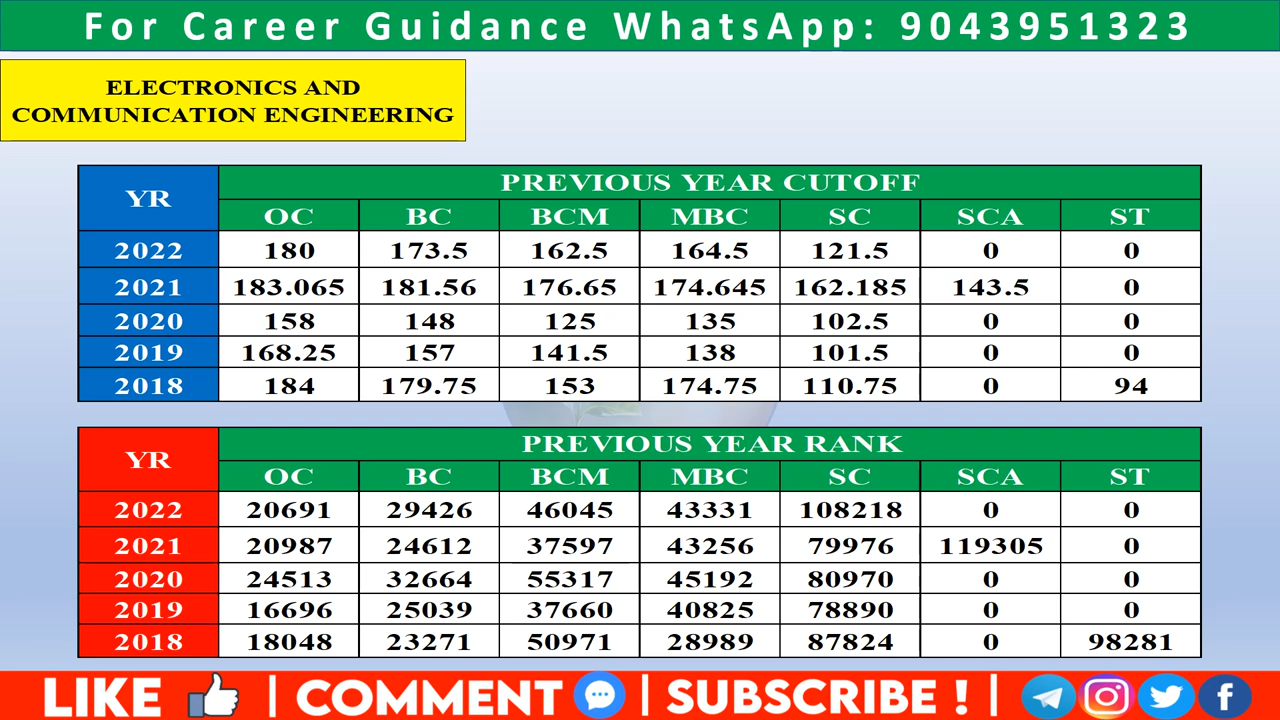 For Career Guidance WhatsApp: 9043951323
ELECTRONICS AND
COMMUNICATION ENGINEERING
YR PREVIOUS YEAR CUTOFF
OC BC BCM MBC SC SCA ST
2022 180 173.5 162.5 164.5 121.5 0 0
2021 183.065 181.56 176.65 174.645 162.185 143.5 0
2020 158 148 125 135 102.5 0 0
2019 168.25 157 141.5 138 101.5 0 0
2018 184 179.75 153 174.75 110.75 0 94
YR PREVIOUS YEAR RANK
OC BC BCM MBC SC SCA ST
2022 20691 29426 46045 43331 108218 0 0
2021 20987 24612 37597 43256 79976 119305 0
2020 24513 32664 55317 45192 80970 0 0
2019 16696 25039 37660 40825 78890 0 0
2018 18048 23271 50971 28989 87824 0 98281
LIKE | COMMENT | SUBSCRIBE ! |